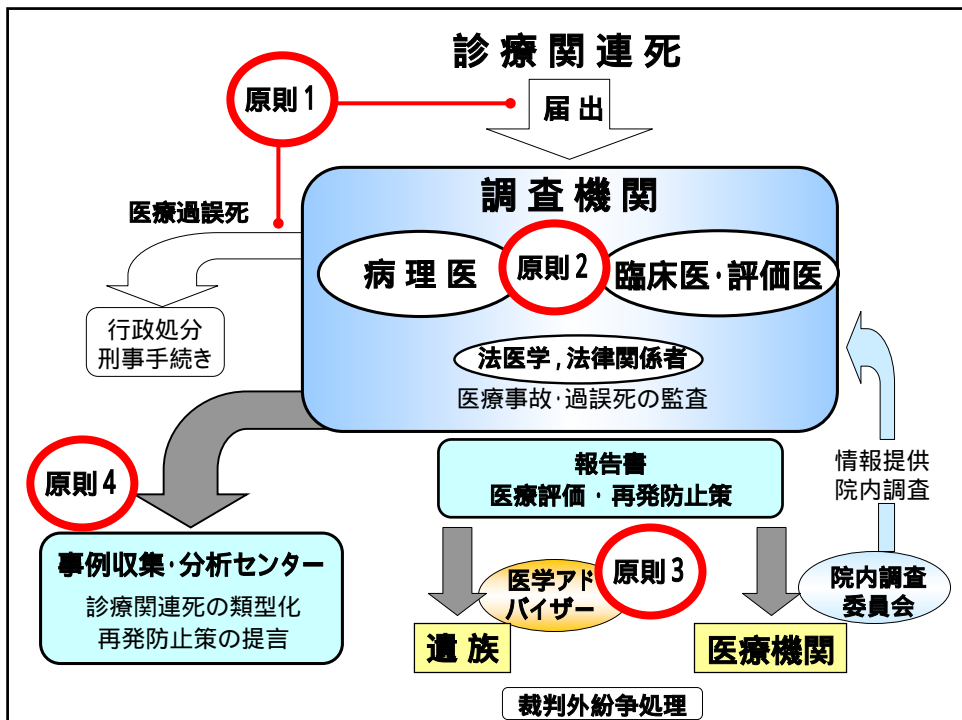 診療関連死
原則1
届出
調査機関
医療過誤死
病理医
原則2
臨床医・評価医
行政処分
刑事手続き
法医学,法律関係者
医療事故・過誤死の監査
原則4
報告書
医療評価・再発防止策
情報提供
院内調査
事例収集・分析センター
診療関連死の類型化
再発防止策の提言
医学アド
バイザー
原則3
院内調査
委員会
遺族
医療機関
裁判外紛争処理